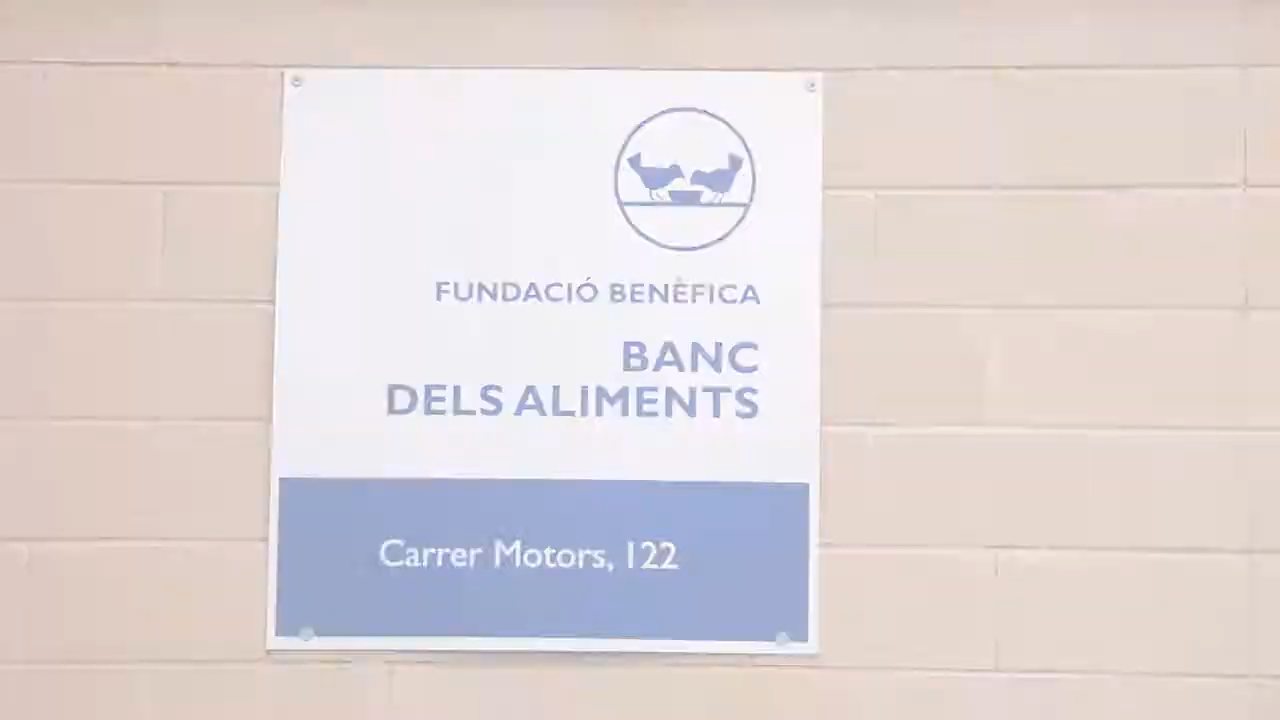 FUNDACIÓ BENÈFICA
BANC
DELS ALIMENTS
Carrer Motors, 122